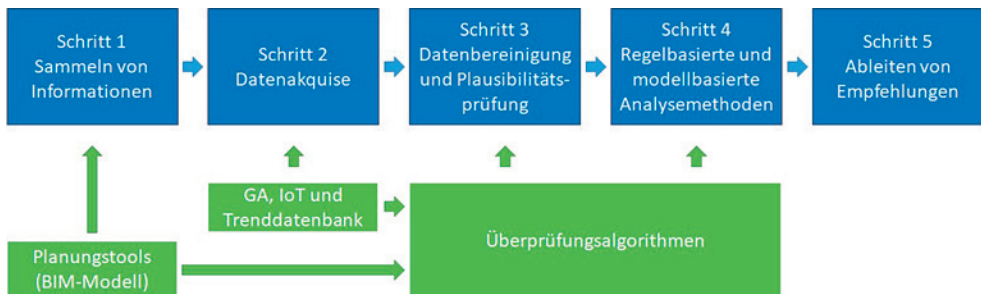 Schritt 1
Sammeln von
Informationen
Schritt 2
Datenakquise
Schritt 3
Datenbereinigung
und Plausibilitäts-
prüfung
Schritt 4
Regelbasierte und
modellbasierte
Analysemethoden
Schritt 5
Ableiten von
Empfehlungen
GA, IoT und
Trenddatenbank
Planungstools
(BIM-Modell)
Überprüfungsalgorithmen